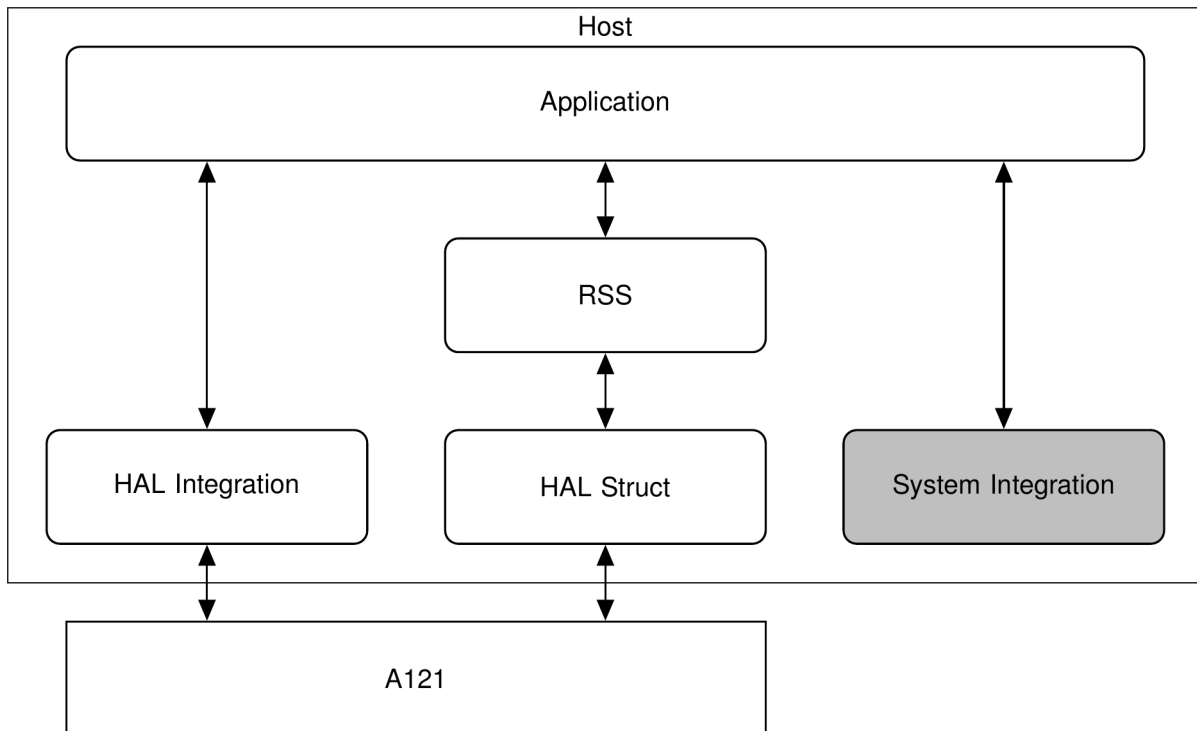 Host
Application
RSS
HAL Integration
HAL Struct
System Integration
A121